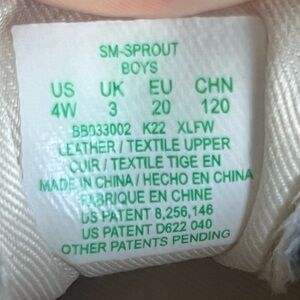 SM-SPROUT
BOYS
US UK EU CHN
4W 3 20 120
BB033002 K22 XLFW
LEATHER / TEXTILE UPPER
CUIR / TEXTILE TIGE EN
MADE IN CHINA / HECHO EN CHINA
FABRIQUE EN CHINE
US PATENT 8,256,146
US PATENT D622 040
OTHER PATENTS PENDING